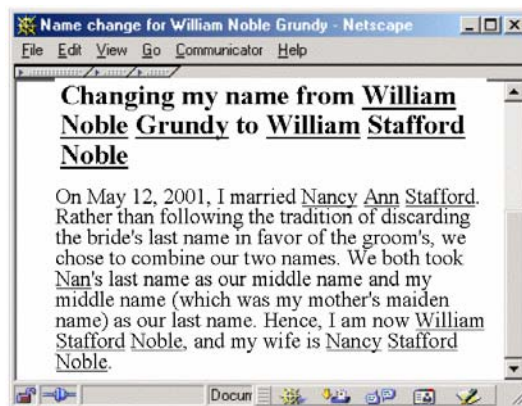 Name change for William Noble Grundy - Netscape
File Edit View Go Communicator Help
Changing my name from William
Noble Grundy to William Stafford
Noble
On May 12, 2001, I married Nancy Ann Stafford.
Rather than following the tradition of discarding
the bride's last name in favor of the groom's, we
chose to combine our two names. We both took
Nan's last name as our middle name and my
middle name (which was my mother's maiden
name) as our last name. Hence, I am now William
Stafford Noble, and my wife is Nancy Stafford
Noble.
Docum